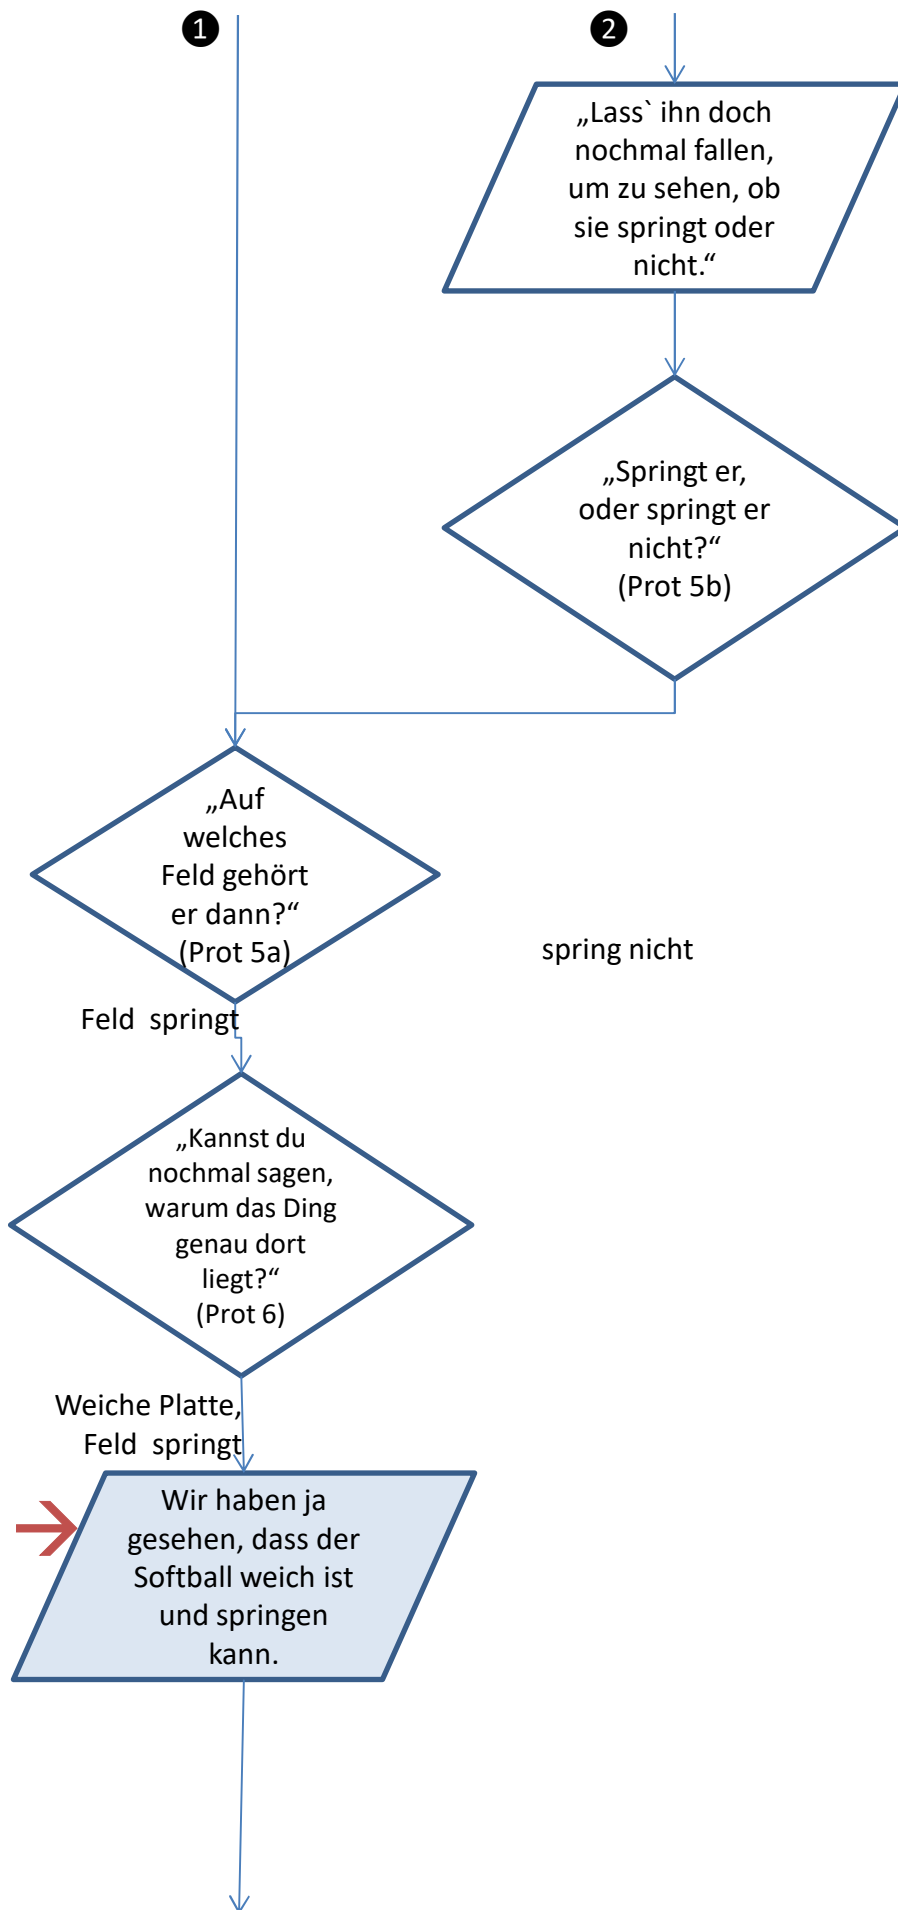 1
2
„Lass` ihn doch
nochmal fallen,
um zu sehen, ob
sie springt oder
nicht.“
„Springt er,
oder springt er
nicht?“
(Prot 5b)
„Auf
welches
Feld gehört
er dann?“
(Prot 5a)
spring nicht
Feld  springt
„Kannst du
nochmal sagen,
warum das Ding
genau dort
liegt?“
(Prot 6)
Weiche Platte,
Feld  springt
Wir haben ja
gesehen, dass der
Softball weich ist
und springen
kann.